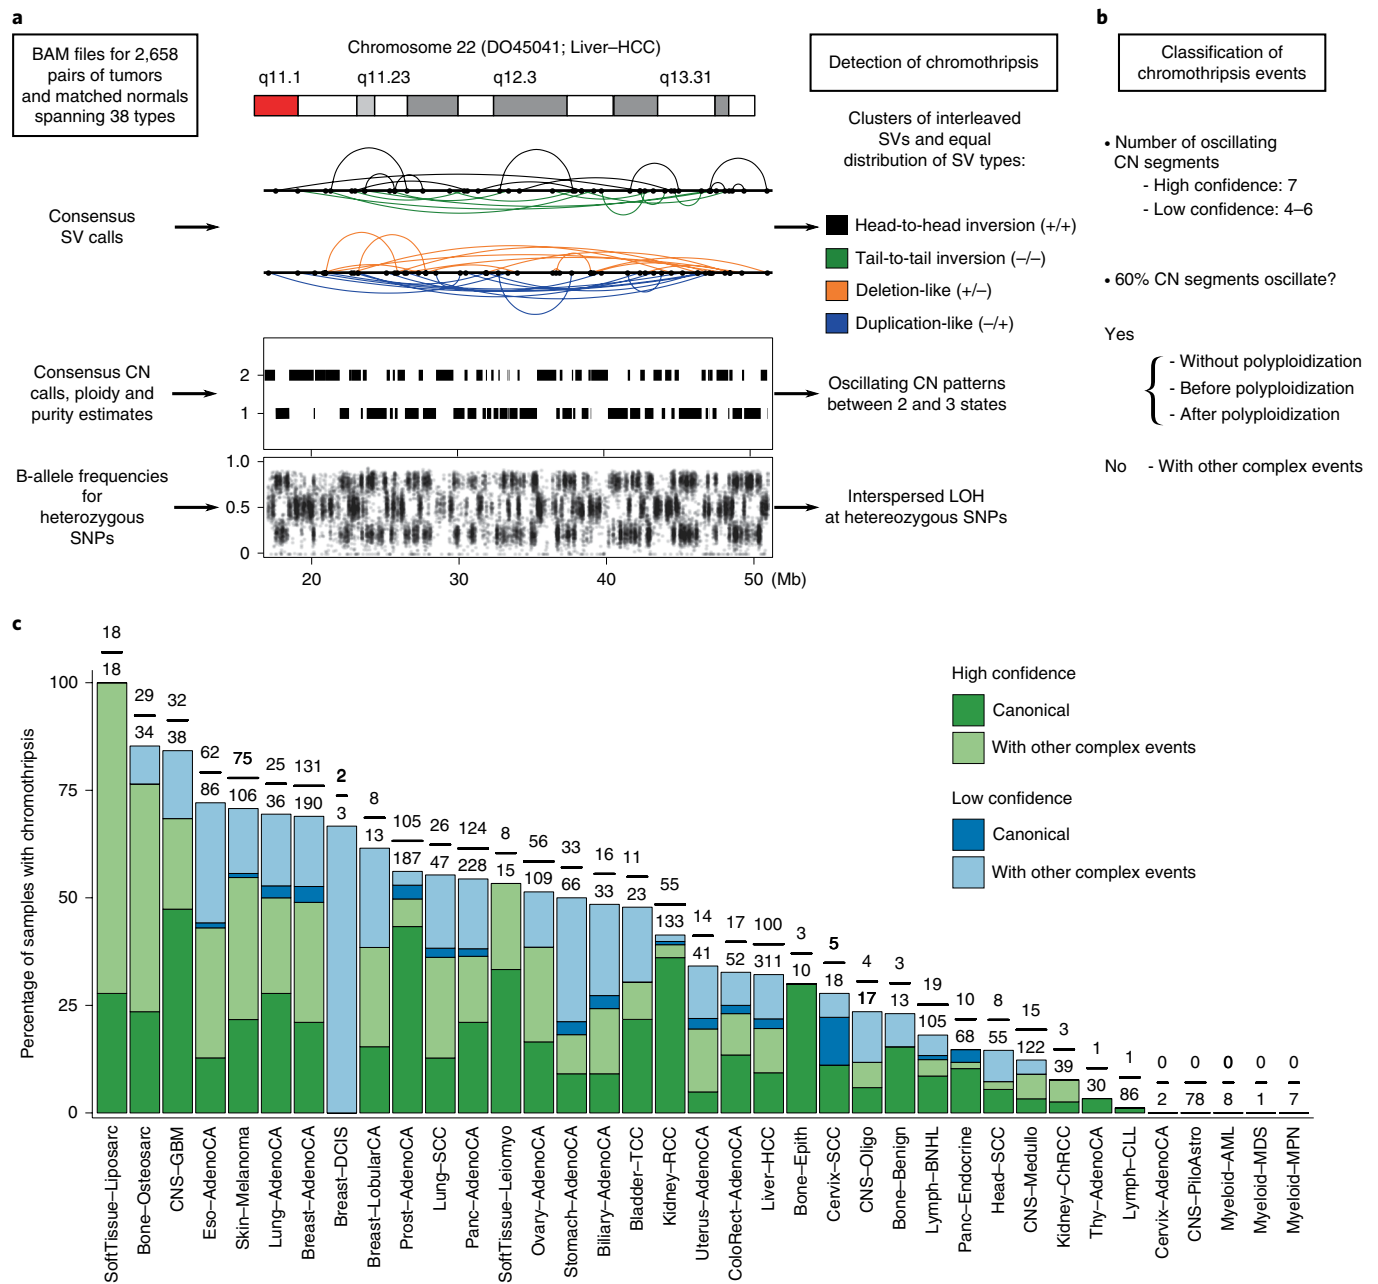 a
BAM files for 2,658
pairs of tumors
and matched normals
spanning 38 types
Chromosome 22 (DO45041; Liver–HCC)
q11.1
q11.23
q12.3
q13.31
Detection of chromothripsis
Consensus
SV calls
Clusters of interleaved
SVs and equal
distribution of SV types:
Head-to-head inversion (+/+)
Tail-to-tail inversion (–/–)
Deletion-like (+/–)
Duplication-like (–/+)
Consensus CN
calls, ploidy and
purity estimates
2
1
Oscillating CN patterns
between 2 and 3 states
B-allele frequencies
for
heterozygous
SNPs
1.0
0.5
0
Interspersed LOH
at hetereozygous SNPs
20
30
40
50 (Mb)
b
Classification of
chromothripsis events
• Number of oscillating
CN segments
- High confidence: 7
- Low confidence: 4–6
• 60% CN segments oscillate?
Yes
- Without polyploidization
- Before polyploidization
- After polyploidization
No - With other complex events
c
Percentage of samples with chromothripsis
100
75
50
25
0
18
18
29
34
32
38
62
86
75
106
25
36
131
190
2
3
8
13
105
187
26
47
124
228
8
15
56
109
33
66
16
33
11
23
55
133
14
41
17
52
100
311
3
10
5
18
4
17
3
13
19
105
10
68
8
55
15
122
3
39
1
30
1
86
0
2
0
78
0
8
0
1
0
7
High confidence
Canonical
With other complex events
Low confidence
Canonical
With other complex events
SoftTissue–Liposarc
Bone–Osteosarc
CNS–GBM
Eso–AdenoCA
Skin–Melanoma
Lung–AdenoCA
Breast–AdenoCA
Breast–DCIS
Breast–LobularCA
Prost–AdenoCA
Lung–SCC
Panc–AdenoCA
SoftTissue–Leiomyo
Ovary–AdenoCA
Stomach–AdenoCA
Biliary–AdenoCA
Bladder–TCC
Kidney–RCC
Uterus–AdenoCA
ColoRect–AdenoCA
Liver–HCC
Bone–Epith
Cervix–SCC
CNS–Oligo
Bone–Benign
Lymph–BNHL
Panc–Endocrine
Head–SCC
CNS–Medullo
Kidney–ChRCC
Thy–AdenoCA
Lymph–CLL
Cervix–AdenoCA
CNS–PiloAstro
Myeloid–AML
Myeloid–MDS
Myeloid–MPN